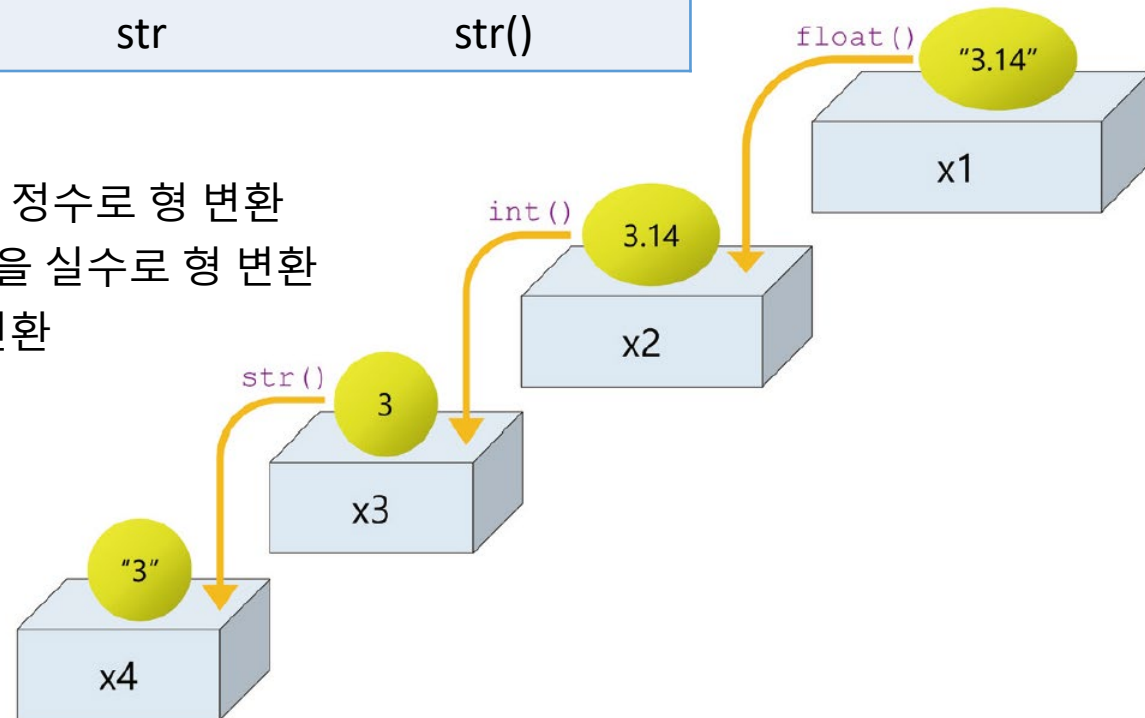 str str()
float() "3.14"
x1
정수로 형 변환
int() 3.14
을 실수로 형 변환
x2
변환
str() 3
x3
"3"
x4